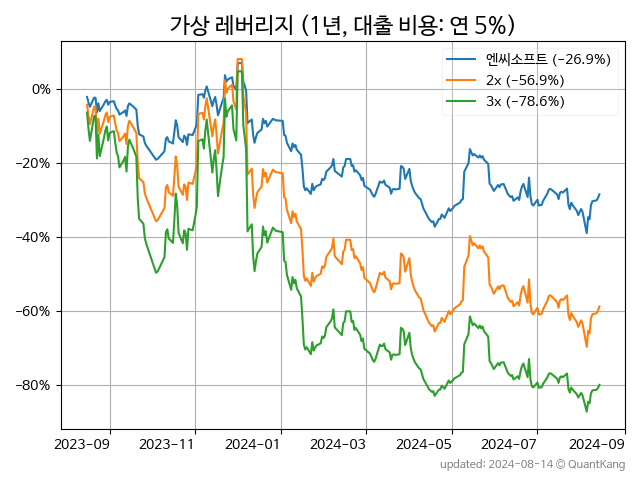 가상 레버리지 (1년, 대출 비용: 연 5%)
엔씨소프트 (−26.9%)
2x (−56.9%)
3x (−78.6%)
0%
−20%
−40%
−60%
−80%
2023-09 2023-11 2024-01 2024-03 2024-05 2024-07 2024-09
updated: 2024-08-14 @ QuantKang